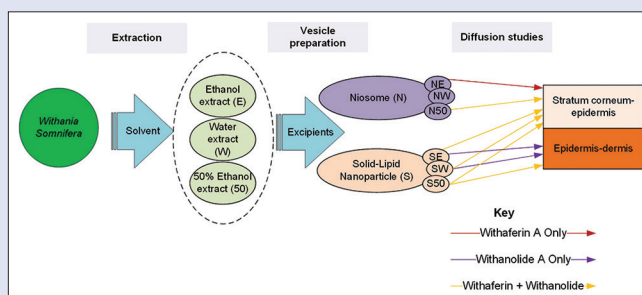 Extraction
Vesicle
preparation
Diffusion studies
Withania
Somnifera
Solvent
Ethanol
extract (E)
Water
extract
(W)
50% Ethanol
extract (50)
Excipients
Niosome (N)
NE
NW
N50
Solid-Lipid
Nanoparticle (S)
SE
SW
S50
Stratum corneum-
epidermis
Epidermis-dermis
Key
Withaferin A Only
Withanolide A Only
Withaferin + Withanolide